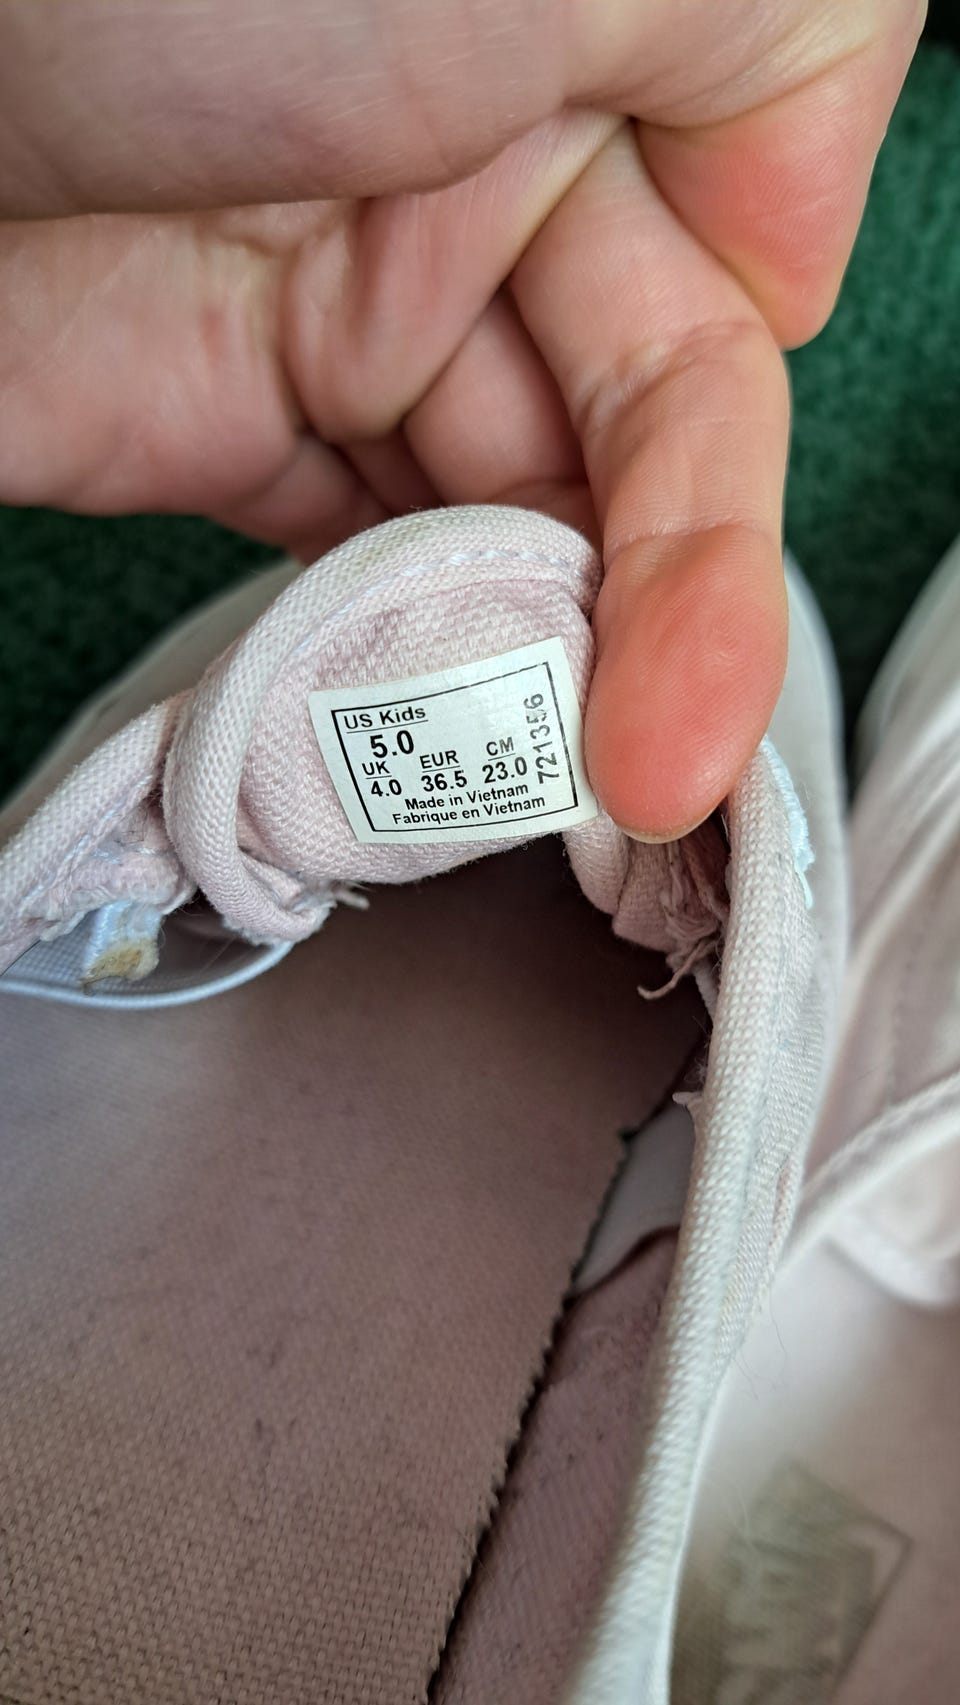 US Kids
5.0
UK EUR CM
4.0 36.5 23.0
Made in Vietnam
Fabrique en Vietnam
721356